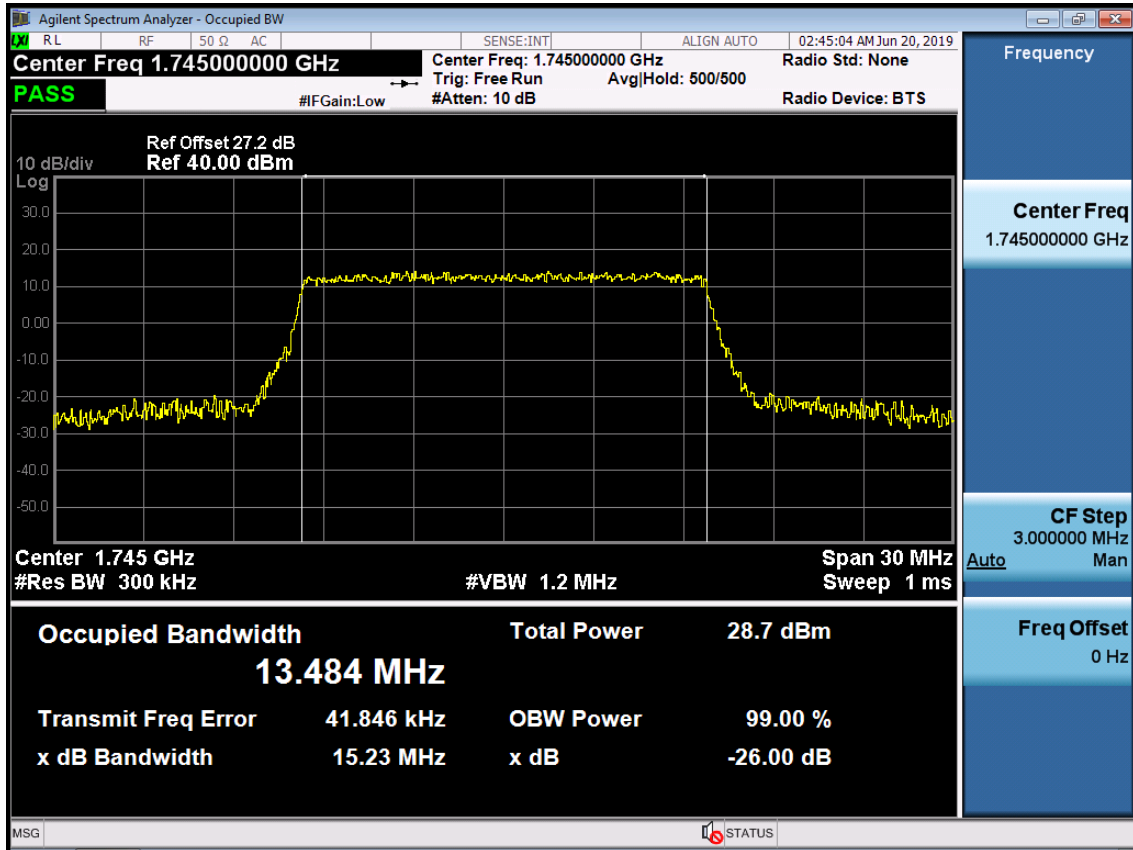 Agilent Spectrum Analyzer - Occupied BW
LXI RL RF 50 Ω AC SENSE:INT ALIGN AUTO 02:45:04 AM Jun 20, 2019
Center Freq 1.745000000 GHz
Center Freq: 1.745000000 GHz
Radio Std: None
Trig: Free Run Avg|Hold: 500/500
PASS
#IFGain:Low
#Atten: 10 dB
Radio Device: BTS
Ref Offset 27.2 dB
10 dB/div Ref 40.00 dBm
Log
30.0
20.0
10.0
0.00
-10.0
-20.0
-30.0
-40.0
-50.0
Center 1.745 GHz Span 30 MHz
#Res BW 300 kHz #VBW 1.2 MHz Sweep 1 ms
Occupied Bandwidth Total Power 28.7 dBm
13.484 MHz
Transmit Freq Error 41.846 kHz OBW Power 99.00 %
x dB Bandwidth 15.23 MHz x dB -26.00 dB
Frequency
Center Freq
1.745000000 GHz
CF Step
3.000000 MHz
Auto Man
Freq Offset
0 Hz
MSG STATUS